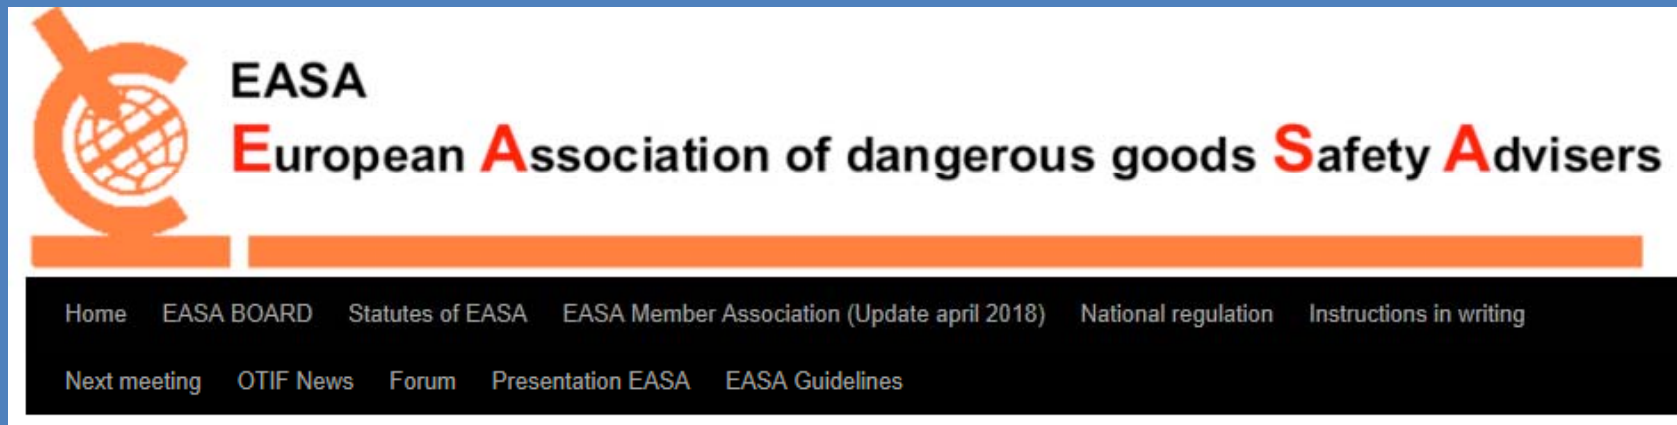 EASA
European Association of dangerous goods Safety Advisers
Home EASA BOARD Statutes of EASA EASA Member Association (Update april 2018) National regulation Instructions in writing
Next meeting OTIF News Forum Presentation EASA EASA Guidelines